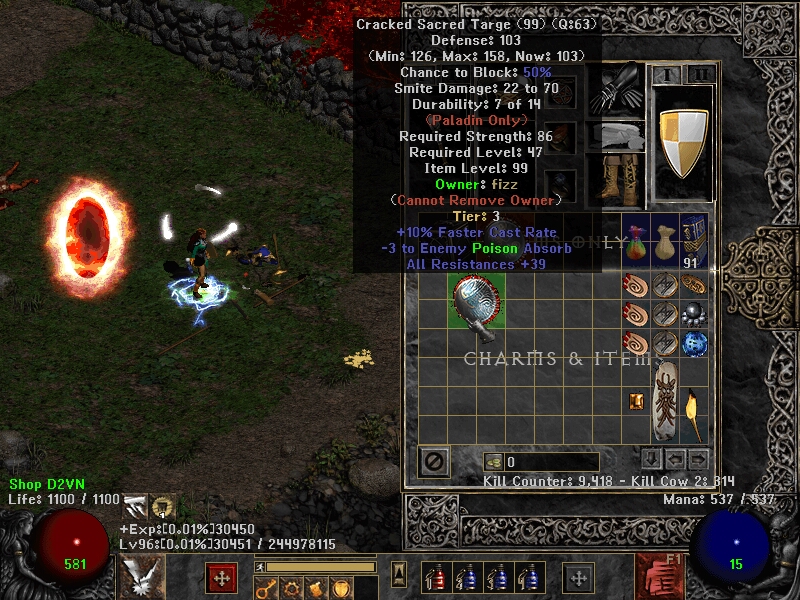 Cracked Sacred Targe (99) (Q:63)
Defense: 103
(Min: 126, Max: 158, Now: 103)
Chance to Block: 50%
Smite Damage: 22 to 70
Durability: 7 of 14
(Paladin Only)
Required Strength: 86
Required Level: 47
Item Level: 99
Owner: fizz
(Cannot Remove Owner)
Tier: 3
+10% Faster Cast Rate
-3 to Enemy Poison Absorb
All Resistances +39
I
II
ONLY
91
CHARMS & ITEMS
0
Kill Counter: 9,418 - Kill Cow 2: 314
Shop D2VN
Life: 1100 / 1100
Mana: 537 / 537
+Exp:[0.01%]30450
Lv96:[0.01%]30451 / 244978115
581
15
F1